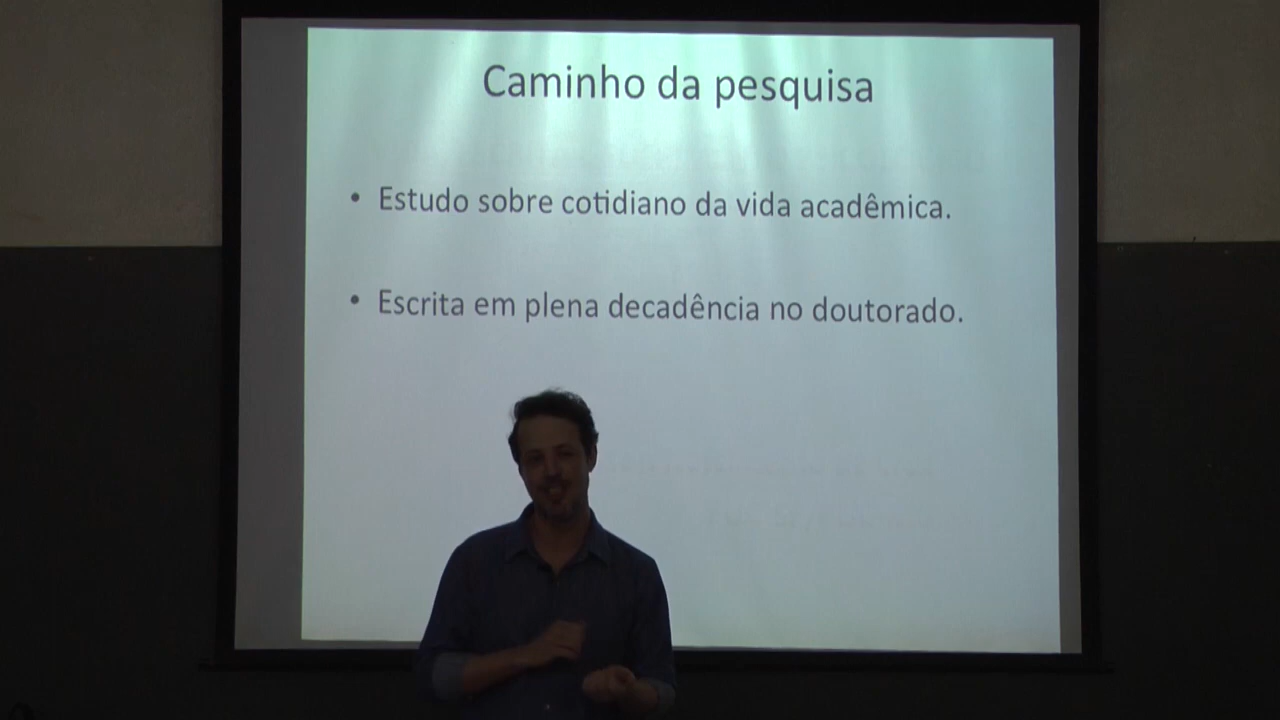 Caminho da pesquisa
• Estudo sobre cotidiano da vida acadêmica.
• Escrita em plena decadência no doutorado.